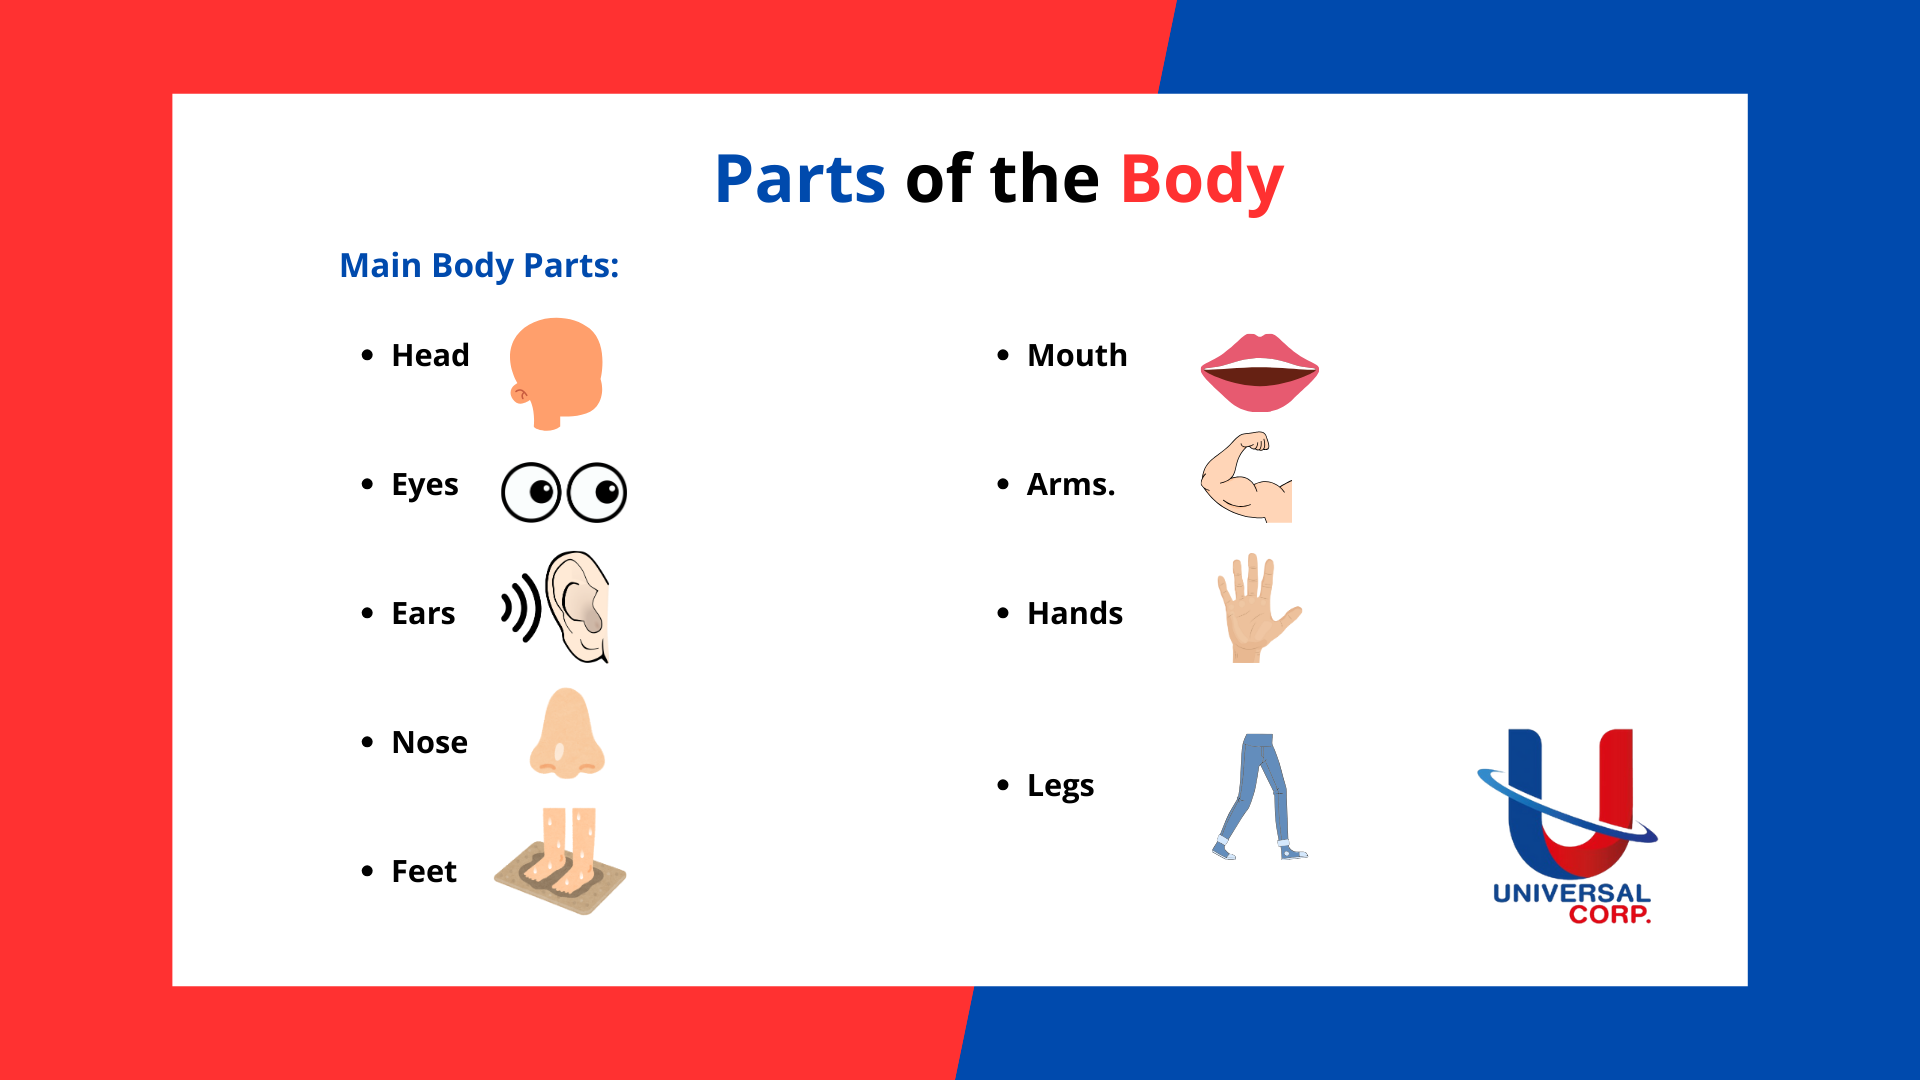 Parts of the Body
Main Body Parts:
Head
Eyes
Ears
Nose
Feet
Mouth
Arms.
Hands
Legs
UNIVERSAL
CORP.